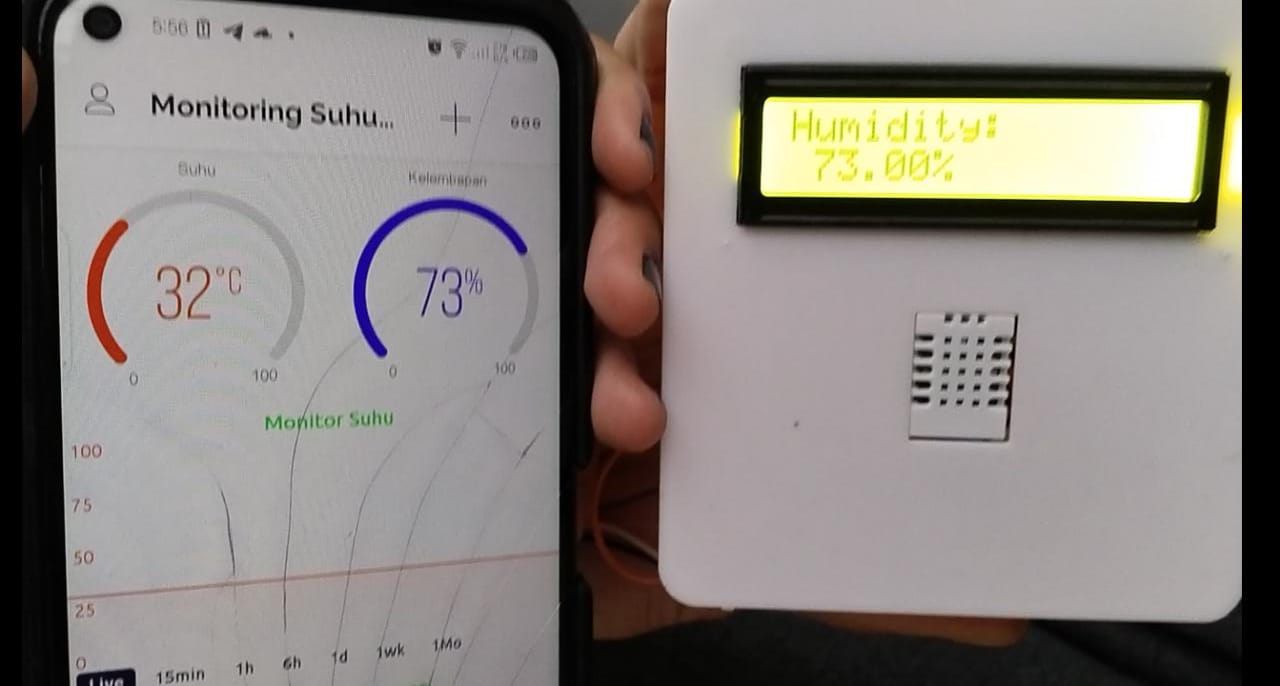 5:56
Monitoring Suhu...
Suhu
Kelembapan
32°C
73%
0
100
0
100
Monitor Suhu
100
75
50
25
0
Live
15min
1h
6h
1d
1wk
1Mo
Humidity:
73.00%